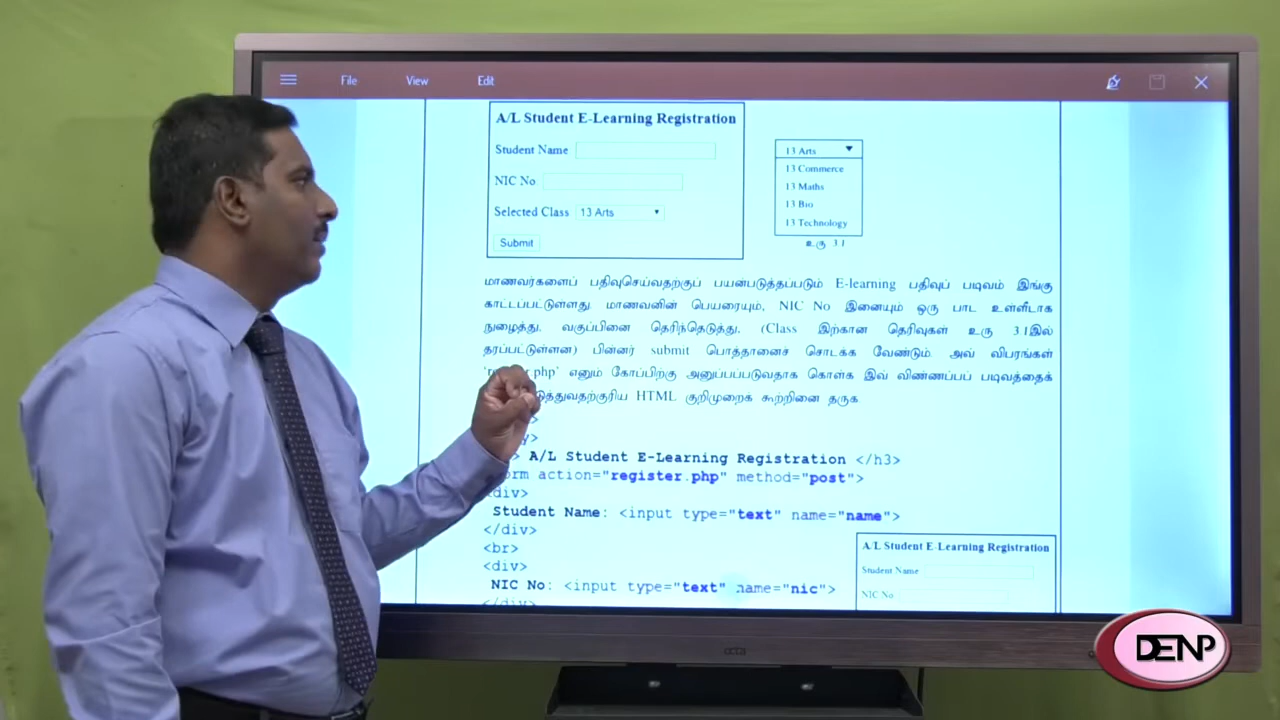 File View Edit
A/L Student E-Learning Registration
Student Name
NIC No
Selected Class 13 Arts
Submit
13 Arts
13 Commerce
13 Maths
13 Bio
13 Technology
உரு 3.1
மாணவர்களைப் பதிவுசெய்வதற்குப் பயன்படுத்தப்படும் E-learning பதிவுப் படிவம் இங்கு
காட்டப்பட்டுள்ளது. மாணவனின் பெயரையும், NIC No இனையும் ஒரு பாட உள்ளீடாக
நுழைத்து, வகுப்பினை தெரிந்தெடுத்து, (Class இற்கான தெரிவுகள் உரு 3.1இல்
தரப்பட்டுள்ளன) பின்னர் submit பொத்தானைச் சொடக்க வேண்டும். அவ் விபரங்கள்
php' எனும் கோப்பிற்கு அனுப்பப்படுவதாக கொள்க இவ் விண்ணப்பப் படிவத்தைக்
HTML குறிமுறைக் கூற்றினை தருக
A/L Student E-Learning Registration </h3>
action="register.php" method="post">
<div>
Student Name: <input type="text" name="name">
</div>
<br>
<div>
NIC No: <input type="text" name="nic">
</div>
A/L Student E-Learning Registration
Student Name
NIC No
DENP